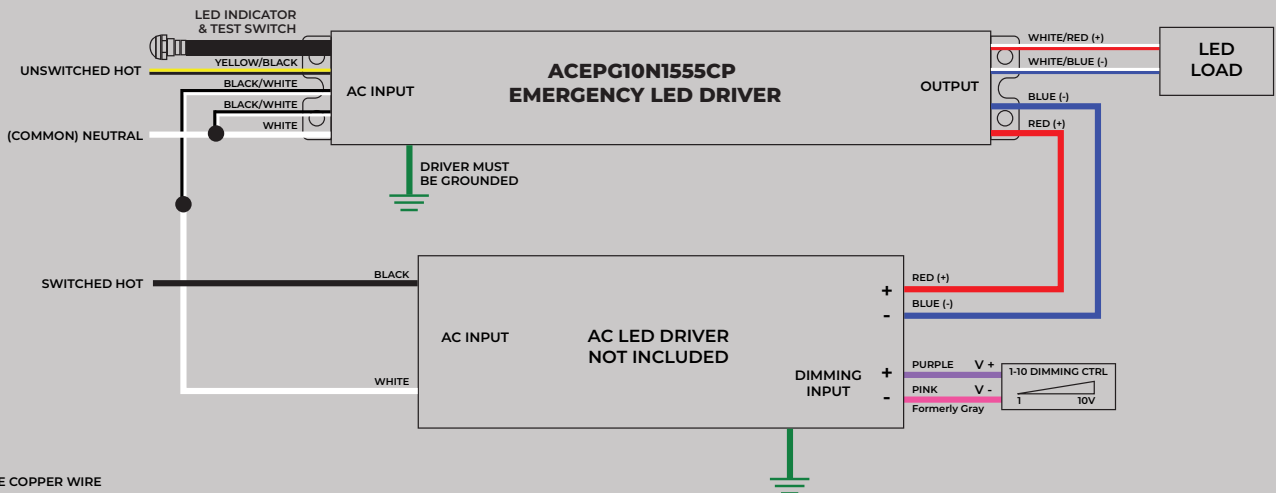 LED INDICATOR
& TEST SWITCH
UNSWITCHED HOT
YELLOW/BLACK
BLACK/WHITE
BLACK/WHITE
(COMMON) NEUTRAL
WHITE
AC INPUT
ACEPG10N1555CP
EMERGENCY LED DRIVER
OUTPUT
WHITE/RED (+)
WHITE/BLUE (-)
BLUE (-)
RED (+)
LED
LOAD
DRIVER MUST
BE GROUNDED
SWITCHED HOT
BLACK
WHITE
AC INPUT
AC LED DRIVER
NOT INCLUDED
+
-
RED (+)
BLUE (-)
DIMMING
INPUT
+
-
PURPLE V +
PINK V -
Formerly Gray
1-10 DIMMING CTRL
1 10V
E COPPER WIRE